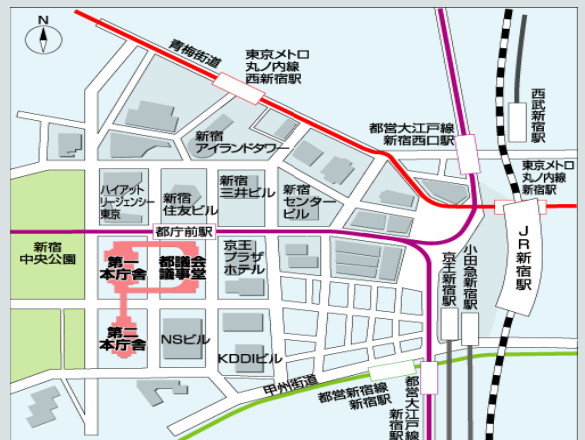 N
青梅街道
東京メトロ
丸ノ内線
西新宿駅
西武新宿駅
都営大江戸線
新宿西口駅
新宿
アイランドタワー
東京メトロ
丸ノ内線
新宿駅
ハイアット
リージェンシー
東京
新宿
住友ビル
新宿
三井ビル
新宿
センター
ビル
都庁前駅
新宿
中央公園
第一
本庁舎
都議会
議事堂
京王
プラザ
ホテル
京王新宿駅
小田急新宿駅
JR新宿駅
第二
本庁舎
NSビル
KDDIビル
甲州街道
都営新宿線
新宿駅
都営大江戸線
新宿駅